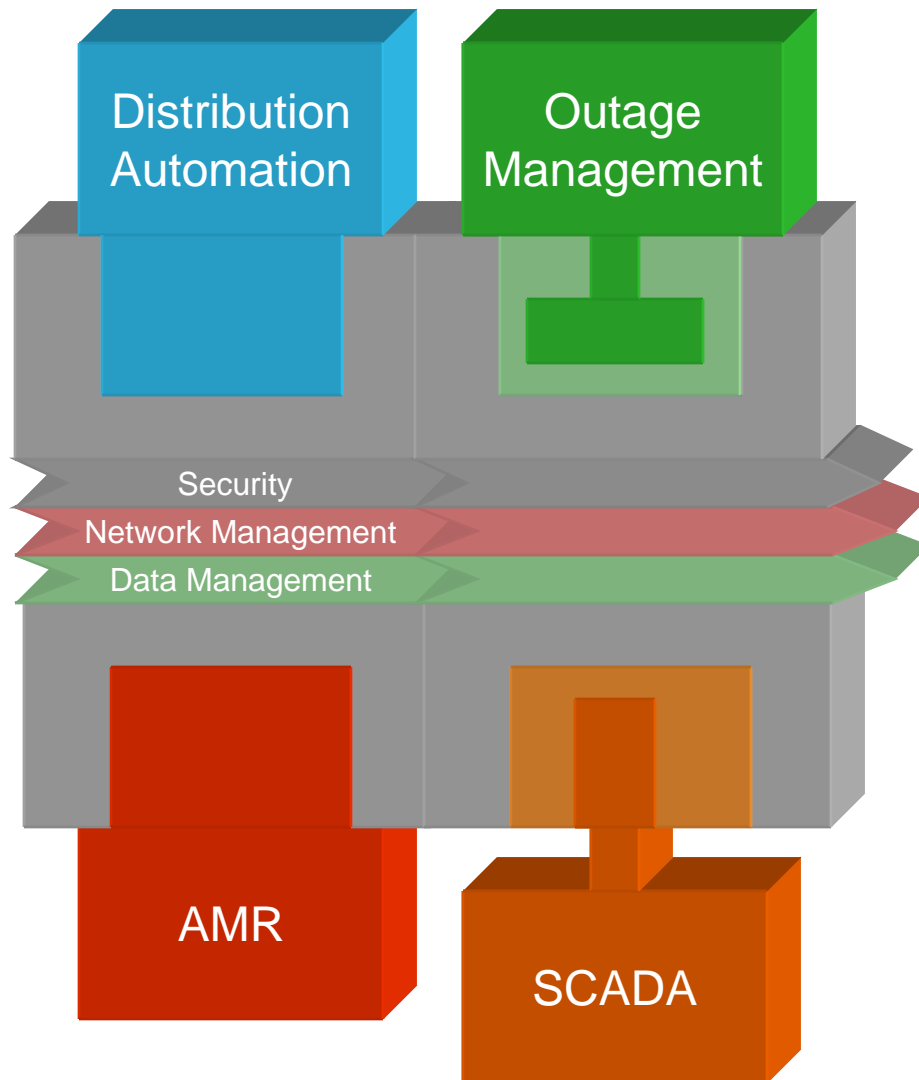 Distribution
Automation
Outage
Management
Security
Network Management
Data Management
AMR
SCADA